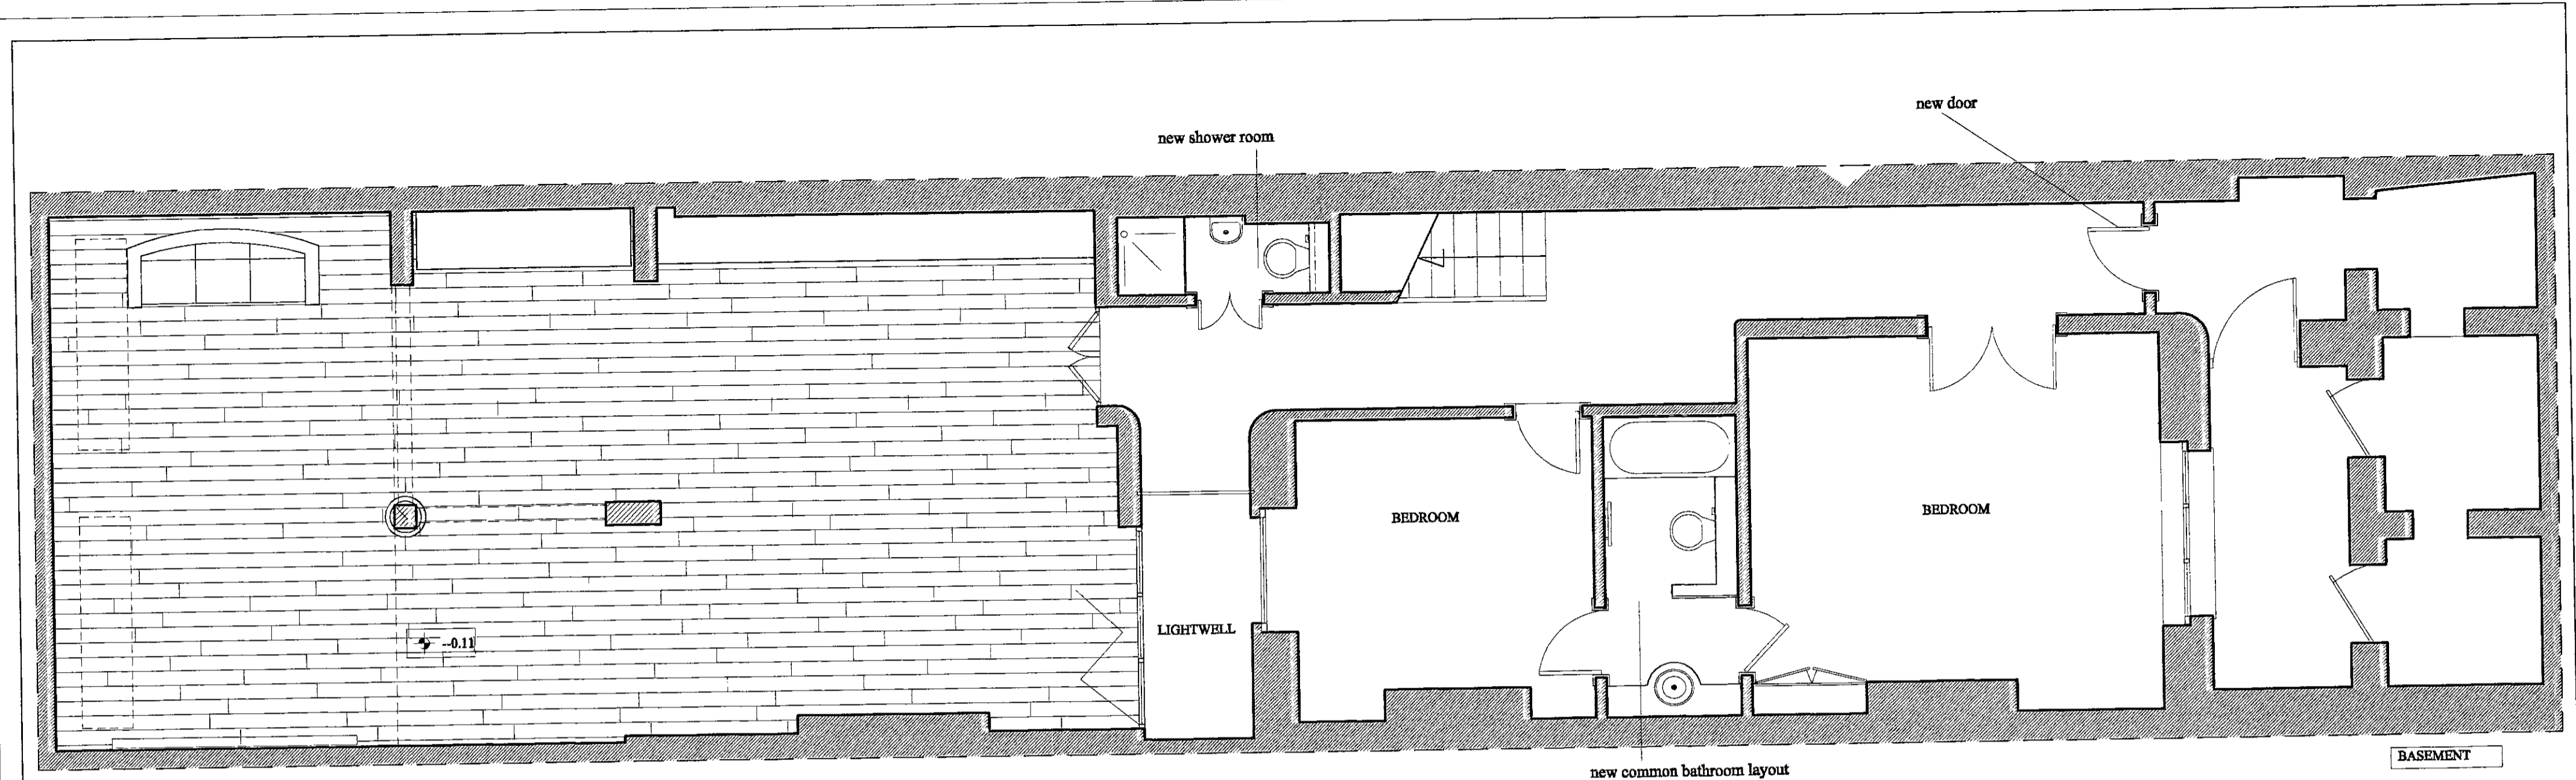 new door
new shower room
BEDROOM
BEDROOM
LIGHTWELL
--0.11
BASEMENT
new common bathroom layout